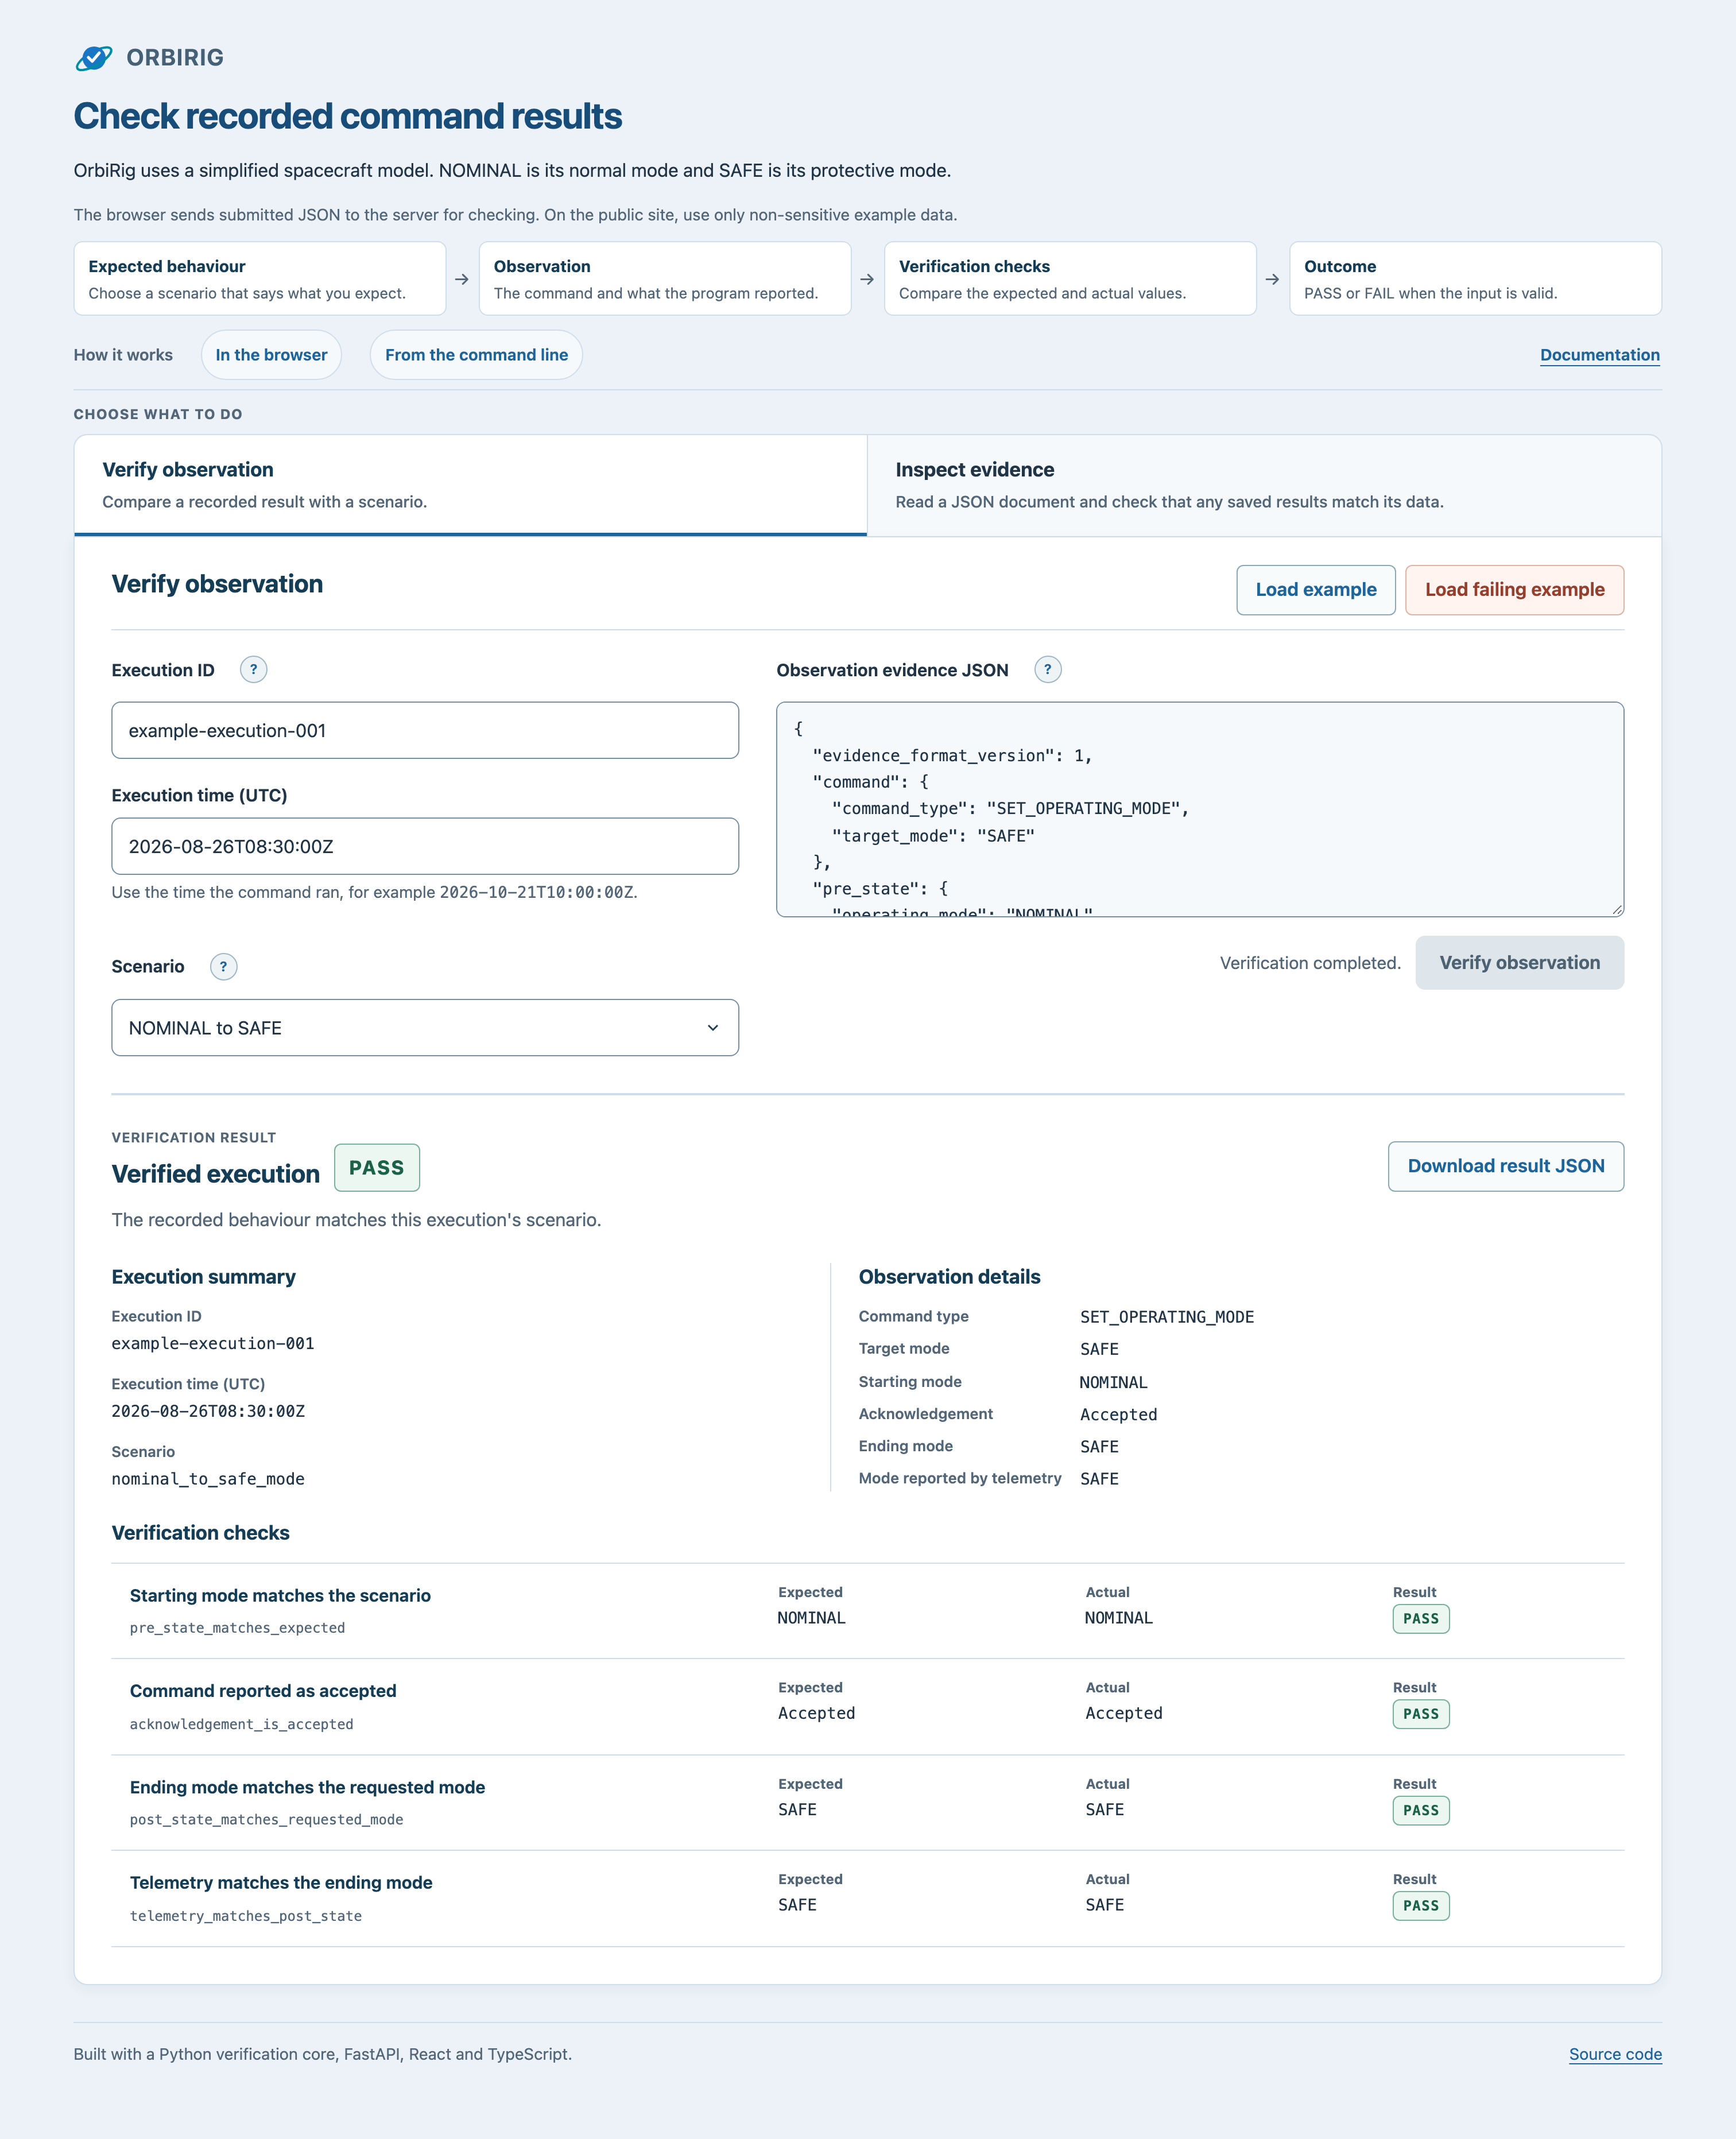 ORBIRIG
Check recorded command results
OrbiRig uses a simplified spacecraft model. NOMINAL is its normal mode and SAFE is its protective mode.
The browser sends submitted JSON to the server for checking. On the public site, use only non-sensitive example data.
Expected behaviour
Choose a scenario that says what you expect.
→
Observation
The command and what the program reported.
→
Verification checks
Compare the expected and actual values.
→
Outcome
PASS or FAIL when the input is valid.
How it works
In the browser
From the command line
Documentation
CHOOSE WHAT TO DO
Verify observation
Compare a recorded result with a scenario.
Inspect evidence
Read a JSON document and check that any saved results match its data.
Verify observation
Load example
Load failing example
Execution ID ?
example-execution-001
Execution time (UTC)
2026-08-26T08:30:00Z
Use the time the command ran, for example 2026-10-21T10:00:00Z.
Scenario ?
NOMINAL to SAFE
Observation evidence JSON ?
{
"evidence_format_version": 1,
"command": {
"command_type": "SET_OPERATING_MODE",
"target_mode": "SAFE"
},
"pre_state": {
"operating_mode": "NOMINAL"
Verification completed.
Verify observation
VERIFICATION RESULT
Verified execution PASS
Download result JSON
The recorded behaviour matches this execution's scenario.
Execution summary
Execution ID
example-execution-001
Execution time (UTC)
2026-08-26T08:30:00Z
Scenario
nominal_to_safe_mode
Observation details
Command type SET_OPERATING_MODE
Target mode SAFE
Starting mode NOMINAL
Acknowledgement Accepted
Ending mode SAFE
Mode reported by telemetry SAFE
Verification checks
Starting mode matches the scenario
pre_state_matches_expected
Expected
NOMINAL
Actual
NOMINAL
Result
PASS
Command reported as accepted
acknowledgement_is_accepted
Expected
Accepted
Actual
Accepted
Result
PASS
Ending mode matches the requested mode
post_state_matches_requested_mode
Expected
SAFE
Actual
SAFE
Result
PASS
Telemetry matches the ending mode
telemetry_matches_post_state
Expected
SAFE
Actual
SAFE
Result
PASS
Built with a Python verification core, FastAPI, React and TypeScript.
Source code